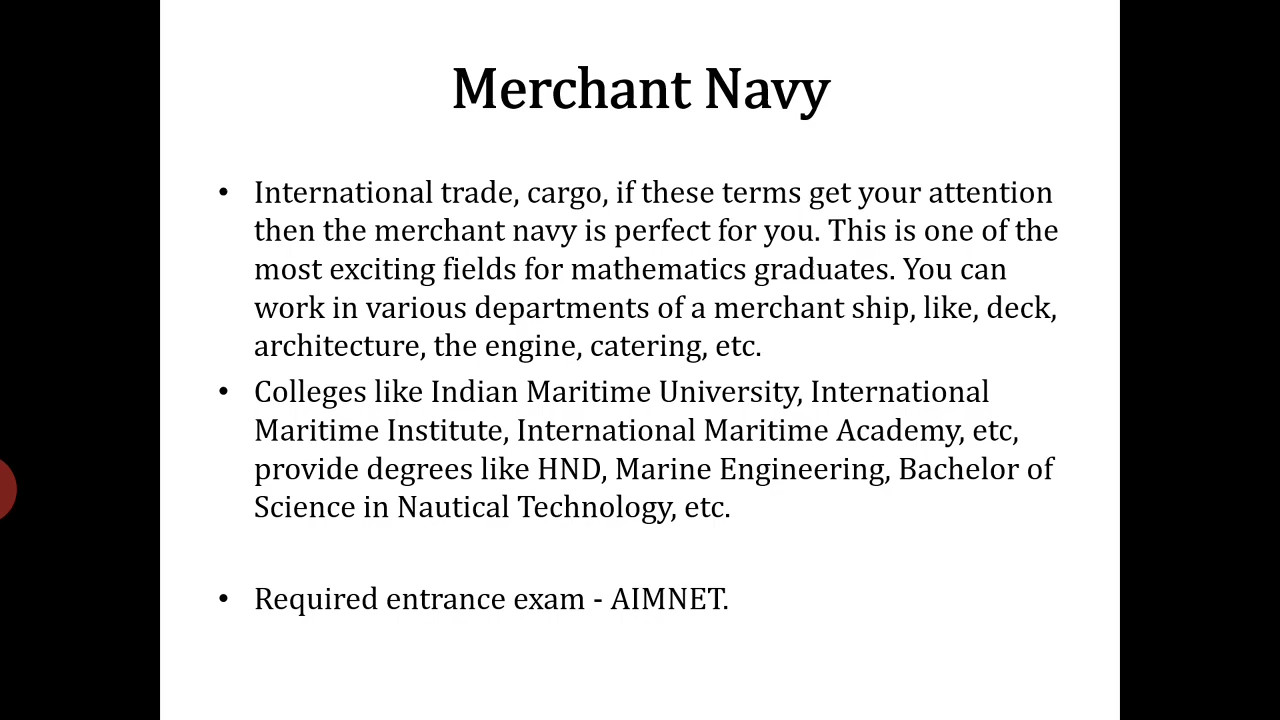 Merchant Navy
• International trade, cargo, if these terms get your attention
then the merchant navy is perfect for you. This is one of the
most exciting fields for mathematics graduates. You can
work in various departments of a merchant ship, like, deck,
architecture, the engine, catering, etc.
• Colleges like Indian Maritime University, International
Maritime Institute, International Maritime Academy, etc,
provide degrees like HND, Marine Engineering, Bachelor of
Science in Nautical Technology, etc.
• Required entrance exam - AIMNET.